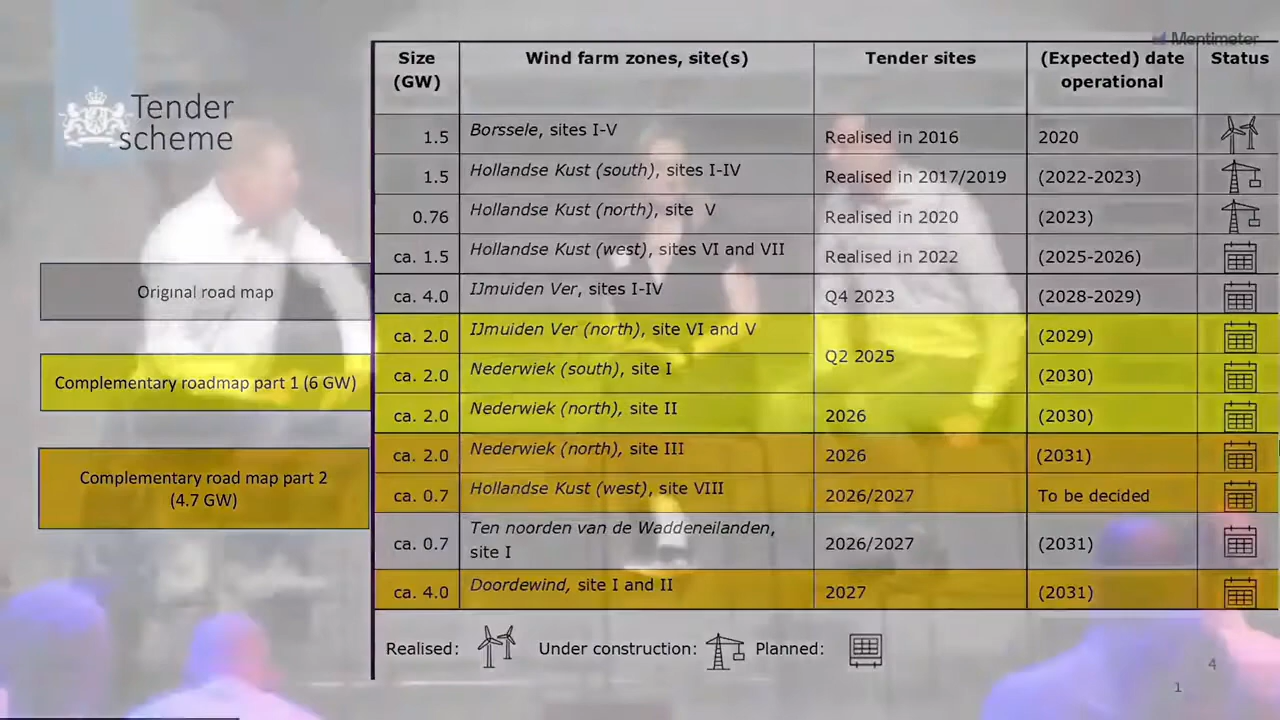 Mentimeter
Tender
scheme
Original road map
Complementary roadmap part 1 (6 GW)
Complementary road map part 2
(4.7 GW)
Size (GW) Wind farm zones, site(s) Tender sites (Expected) date operational Status
1.5 Borssele, sites I-V Realised in 2016 2020
1.5 Hollandse Kust (south), sites I-IV Realised in 2017/2019 (2022-2023)
0.76 Hollandse Kust (north), site V Realised in 2020 (2023)
ca. 1.5 Hollandse Kust (west), sites VI and VII Realised in 2022 (2025-2026)
ca. 4.0 IJmuiden Ver, sites I-IV Q4 2023 (2028-2029)
ca. 2.0 IJmuiden Ver (north), site VI and V Q2 2025 (2029)
ca. 2.0 Nederwiek (south), site I (2030)
ca. 2.0 Nederwiek (north), site II 2026 (2030)
ca. 2.0 Nederwiek (north), site III 2026 (2031)
ca. 0.7 Hollandse Kust (west), site VIII 2026/2027 To be decided
ca. 0.7 Ten noorden van de Waddeneilanden, site I 2026/2027 (2031)
ca. 4.0 Doordewind, site I and II 2027 (2031)
Realised: Under construction: Planned:
4
1